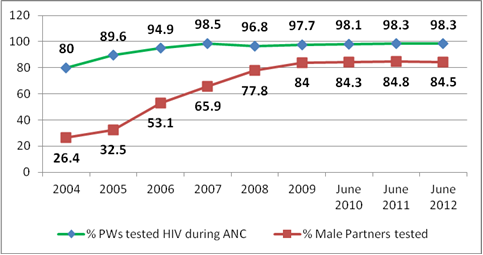 120
100
80
60
40
20
0
80 89.6 94.9 98.5 96.8 97.7 98.1 98.3 98.3
26.4 32.5 53.1 65.9 77.8 84 84.3 84.8 84.5
2004 2005 2006 2007 2008 2009 June 2010 June 2011 June 2012
% PWs tested HIV during ANC % Male Partners tested